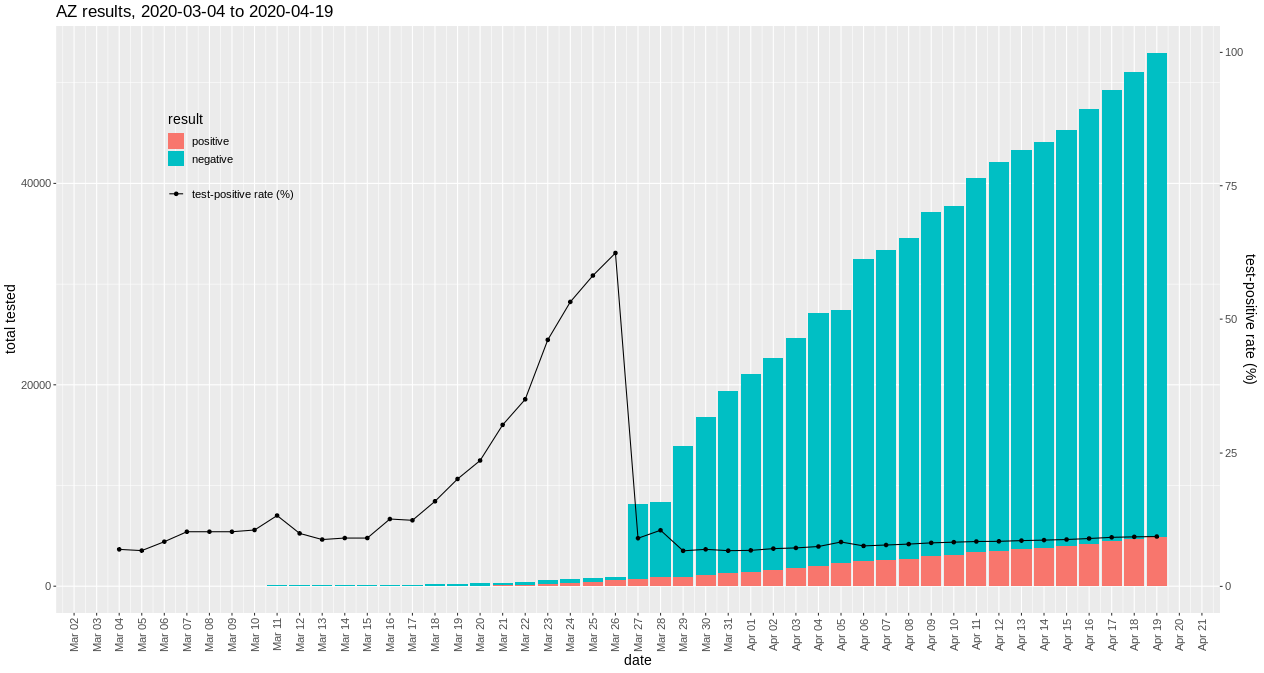 AZ results, 2020-03-04 to 2020-04-19
result
positive
negative
test-positive rate (%)
total tested
40000
20000
0
100
75
50
25
0
test-positive rate (%)
Mar 02
Mar 03
Mar 04
Mar 05
Mar 06
Mar 07
Mar 08
Mar 09
Mar 10
Mar 11
Mar 12
Mar 13
Mar 14
Mar 15
Mar 16
Mar 17
Mar 18
Mar 19
Mar 20
Mar 21
Mar 22
Mar 23
Mar 24
Mar 25
Mar 26
Mar 27
Mar 28
Mar 29
Mar 30
Mar 31
Apr 01
Apr 02
Apr 03
Apr 04
Apr 05
Apr 06
Apr 07
Apr 08
Apr 09
Apr 10
Apr 11
Apr 12
Apr 13
Apr 14
Apr 15
Apr 16
Apr 17
Apr 18
Apr 19
Apr 20
Apr 21
date